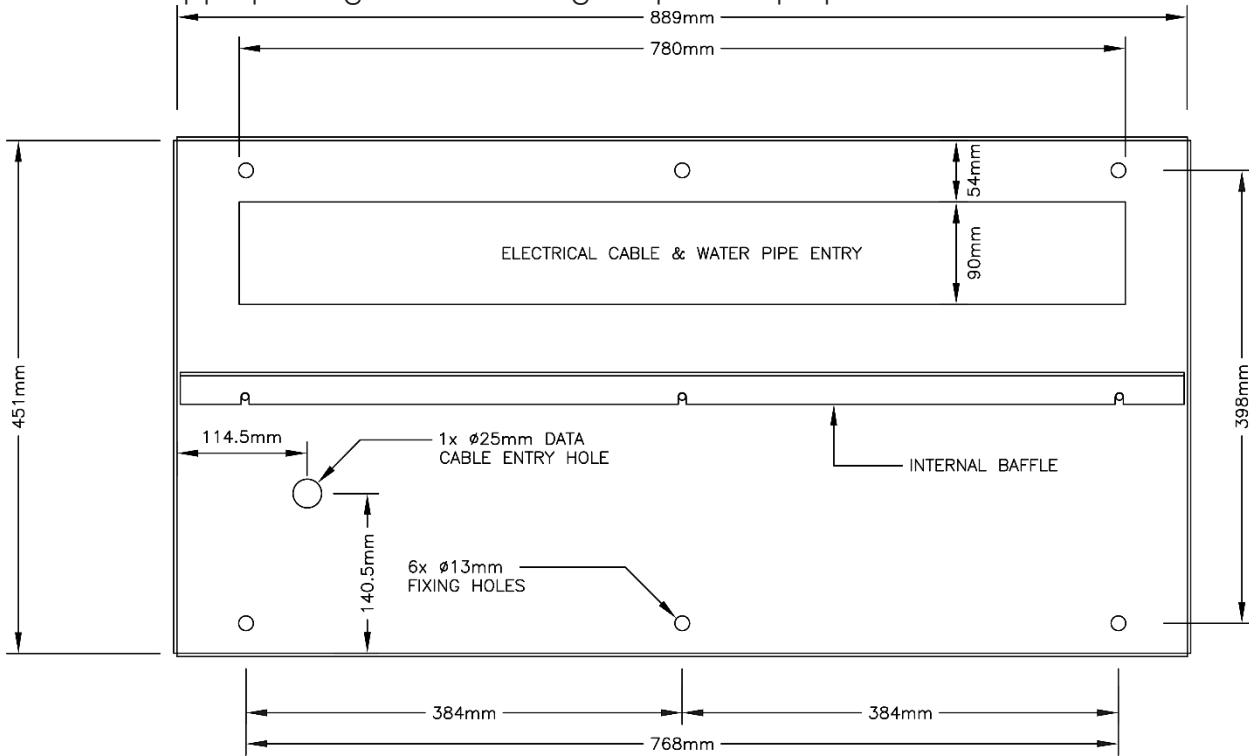 889mm
780mm
54mm
ELECTRICAL CABLE & WATER PIPE ENTRY
90mm
451mm
398mm
114.5mm
1x ø25mm DATA
CABLE ENTRY HOLE
INTERNAL BAFFLE
140.5mm
6x ø13mm
FIXING HOLES
384mm
384mm
768mm